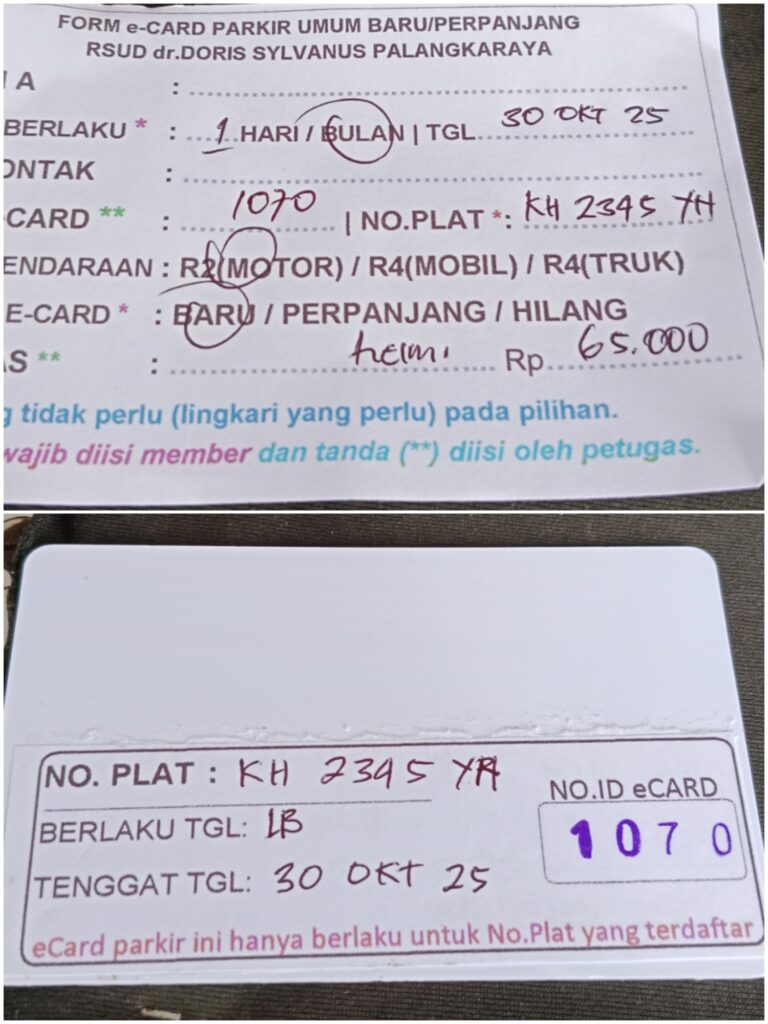 FORM e-CARD PARKIR UMUM BARU/PERPANJANG
RSUD dr.DORIS SYLVANUS PALANGKARAYA
A :
BERLAKU * : 1 HARI / BULAN | TGL 30 OKT 25
ONTAK :
CARD ** : 1070 | NO.PLAT *: KH 2345 YH
ENDARAAN : R2(MOTOR) / R4(MOBIL) / R4(TRUK)
E-CARD * : BARU / PERPANJANG / HILANG
AS ** : helmi Rp 65.000
g tidak perlu (lingkari yang perlu) pada pilihan.
wajib diisi member dan tanda (**) diisi oleh petugas.
NO. PLAT : KH 2345
NO.ID eCARD
1070
BERLAKU TGL:
TENGGAT TGL: 30 OKT 25
eCard parkir ini hanya berlaku untuk No.Plat yang terdaftar